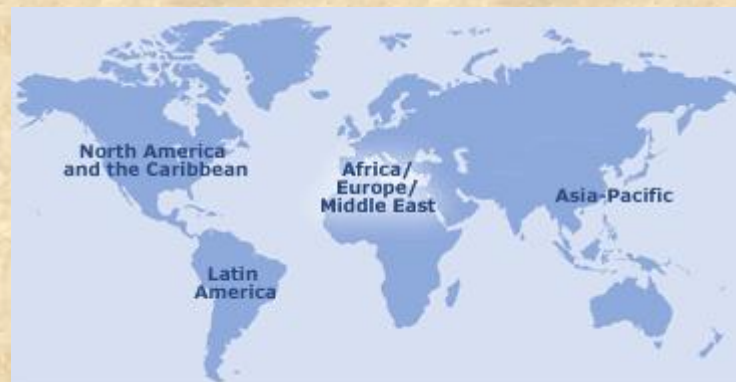 North America
and the Caribbean
Africa/
Europe/
Middle East
Asia-Pacific
Latin
America